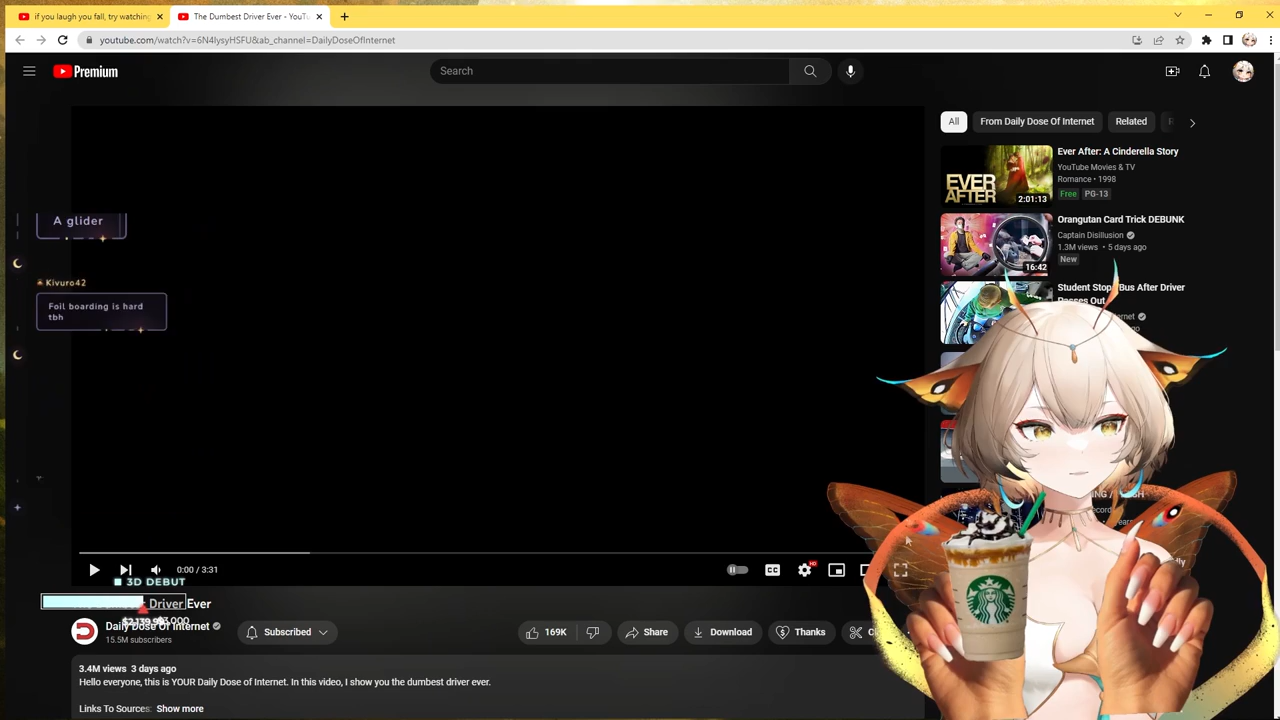 if you laugh you fall, try watching
The Dumbest Driver Ever - YouTu
youtube.com/watch?v=6N4IysyHSFU&ab_channel=DailyDoseOfInternet
Premium
Search
All
From Daily Dose Of Internet
Related
Ever After: A Cinderella Story
YouTube Movies & TV
Romance • 1998
Free
PG-13
EVER
AFTER
2:01:13
Orangutan Card Trick DEBUNK
Captain Disillusion
1.3M views • 5 days ago
New
16:42
Student Stops Bus After Driver
Passes Out
A glider
Kivuro42
Foil boarding is hard
tbh
0:00 / 3:31
CC
HD
3D DEBUT
Driver Ever
Daily Dose Of Internet
15.5M subscribers
Subscribed
169K
Share
Download
Thanks
3.4M views 3 days ago
Hello everyone, this is YOUR Daily Dose of Internet. In this video, I show you the dumbest driver ever.
Links To Sources: Show more